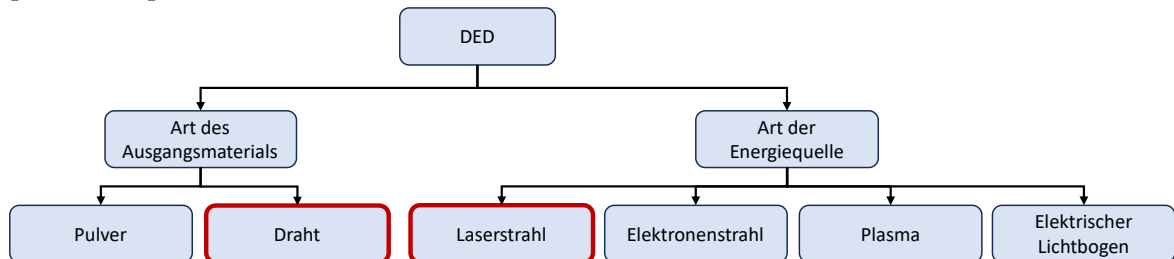 DED
Art des
Ausgangsmaterials
Art der
Energiequelle
Pulver
Draht
Laserstrahl
Elektronenstrahl
Plasma
Elektrischer
Lichtbogen